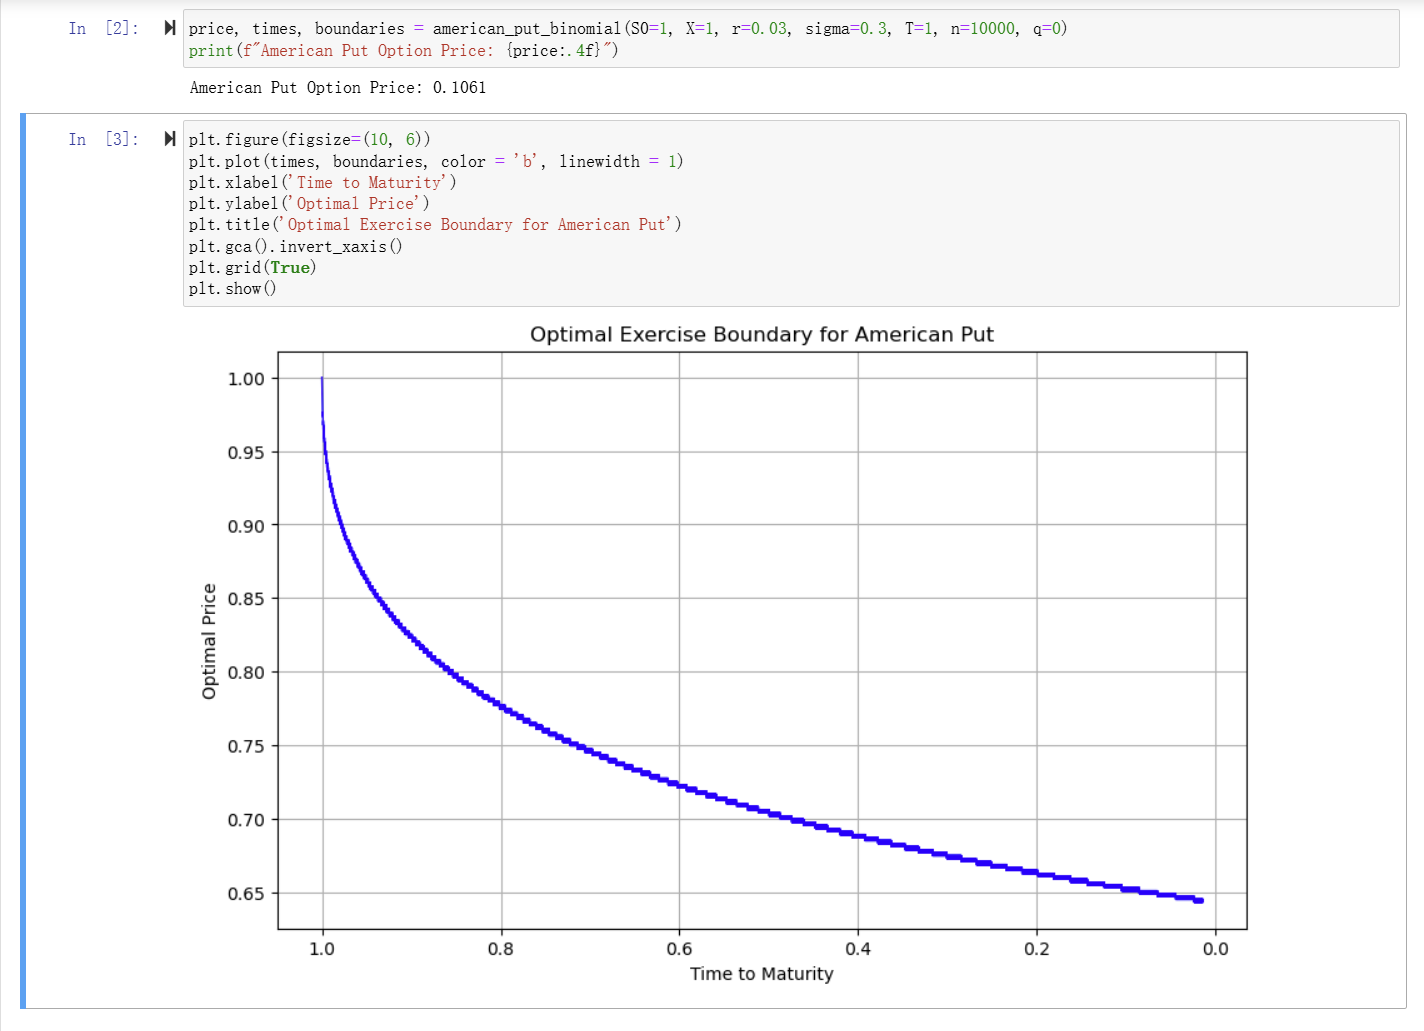 In [2]:
price, times, boundaries = american_put_binomial(S0=1, X=1, r=0.03, sigma=0.3, T=1, n=10000, q=0)
print(f"American Put Option Price: {price:.4f}")
American Put Option Price: 0.1061
In [3]:
plt.figure(figsize=(10, 6))
plt.plot(times, boundaries, color = 'b', linewidth = 1)
plt.xlabel('Time to Maturity')
plt.ylabel('Optimal Price')
plt.title('Optimal Exercise Boundary for American Put')
plt.gca().invert_xaxis()
plt.grid(True)
plt.show()
Optimal Exercise Boundary for American Put
1.00
0.95
0.90
0.85
0.80
0.75
0.70
0.65
Optimal Price
1.0 0.8 0.6 0.4 0.2 0.0
Time to Maturity